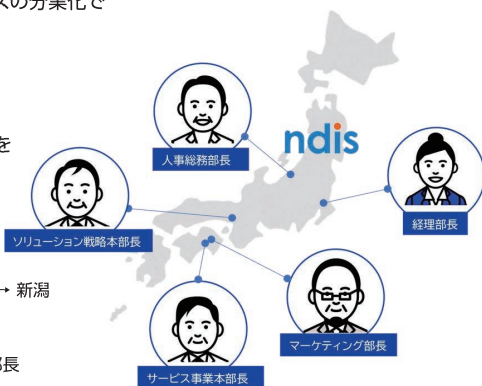 スの分業化で
を
→ 新潟
部長
ndis
人事総務部長
経理部長
ソリューション戦略本部長
マーケティング部長
サービス事業本部長